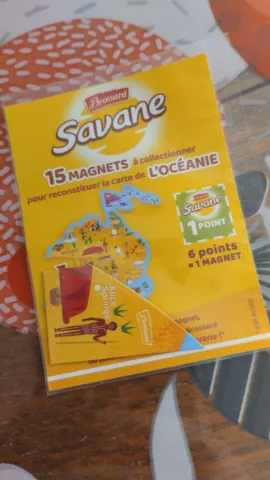 Brossard
Savane
15 MAGNETS à collectionner
pour reconstituer la carte de L'OCÉANIE
Savane
1 POINT
6 points
= 1 MAGNET
Alice
Springs
Brossard